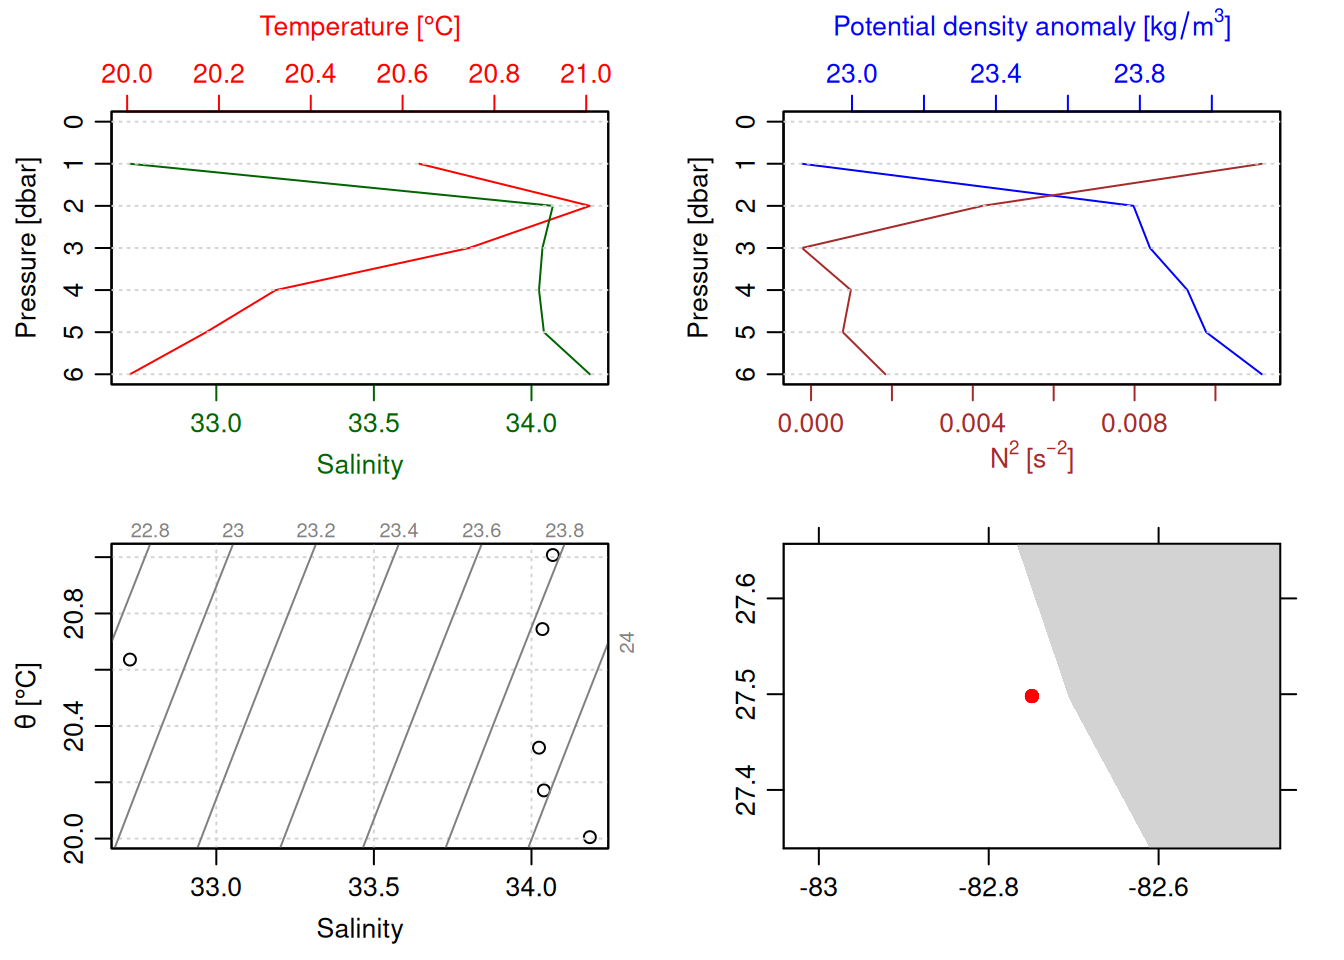 Temperature [°C]
20.0 20.2 20.4 20.6 20.8 21.0
Pressure [dbar]
0
1
2
3
4
5
6
33.0 33.5 34.0
Salinity
Potential density anomaly [kg/m³]
23.0 23.4 23.8
Pressure [dbar]
0
1
2
3
4
5
6
0.000 0.004 0.008
N² [s⁻²]
22.8 23 23.2 23.4 23.6 23.8
24
θ [°C]
20.8
20.4
20.0
33.0 33.5 34.0
Salinity
27.6
27.5
27.4
-83 -82.8 -82.6